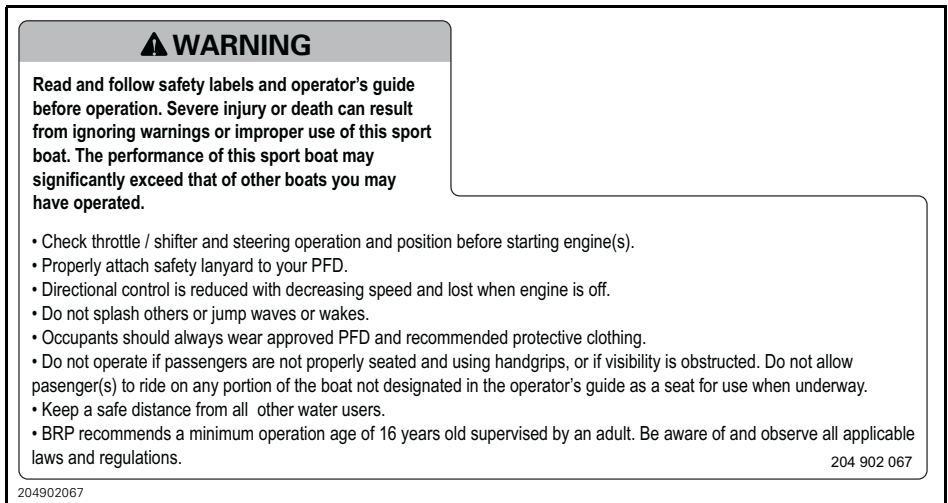 WARNING
Read and follow safety labels and operator’s guide
before operation. Severe injury or death can result
from ignoring warnings or improper use of this sport
boat. The performance of this sport boat may
significantly exceed that of other boats you may
have operated.
• Check throttle / shifter and steering operation and position before starting engine(s).
• Properly attach safety lanyard to your PFD.
• Directional control is reduced with decreasing speed and lost when engine is off.
• Do not splash others or jump waves or wakes.
• Occupants should always wear approved PFD and recommended protective clothing.
• Do not operate if passengers are not properly seated and using handgrips, or if visibility is obstructed. Do not allow
pasenger(s) to ride on any portion of the boat not designated in the operator’s guide as a seat for use when underway.
• Keep a safe distance from all other water users.
• BRP recommends a minimum operation age of 16 years old supervised by an adult. Be aware of and observe all applicable
laws and regulations.
204 902 067
204902067